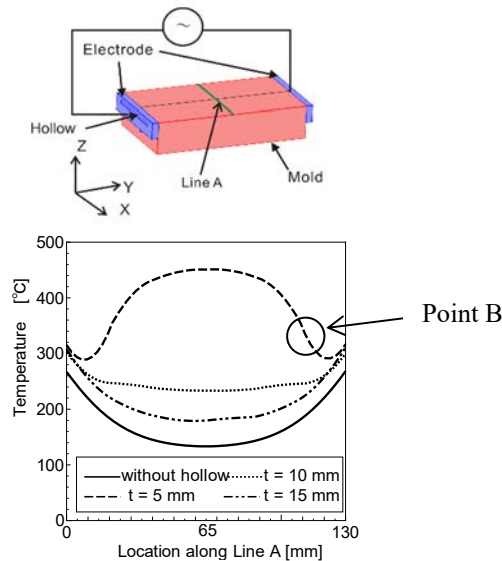 ~
Electrode
Hollow
Z
Y
X
Line A
Mold
500
400
300
200
100
0
Temperature [°C]
Point B
without hollow
t = 10 mm
t = 5 mm
t = 15 mm
0
65
130
Location along Line A [mm]